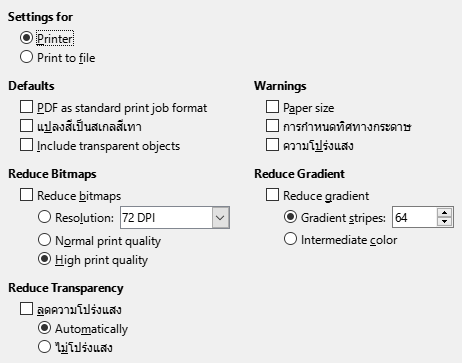 Settings for
Printer
Print to file
Defaults
PDF as standard print job format
แปลงสีเป็นสเกลสีเทา
Include transparent objects
Warnings
Paper size
การกำหนดทิศทางกระดาษ
ความโปร่งแสง
Reduce Bitmaps
Reduce bitmaps
Resolution: 72 DPI
Normal print quality
High print quality
Reduce Gradient
Reduce gradient
Gradient stripes: 64
Intermediate color
Reduce Transparency
ลดความโปร่งแสง
Automatically
ไม่โปร่งแสง